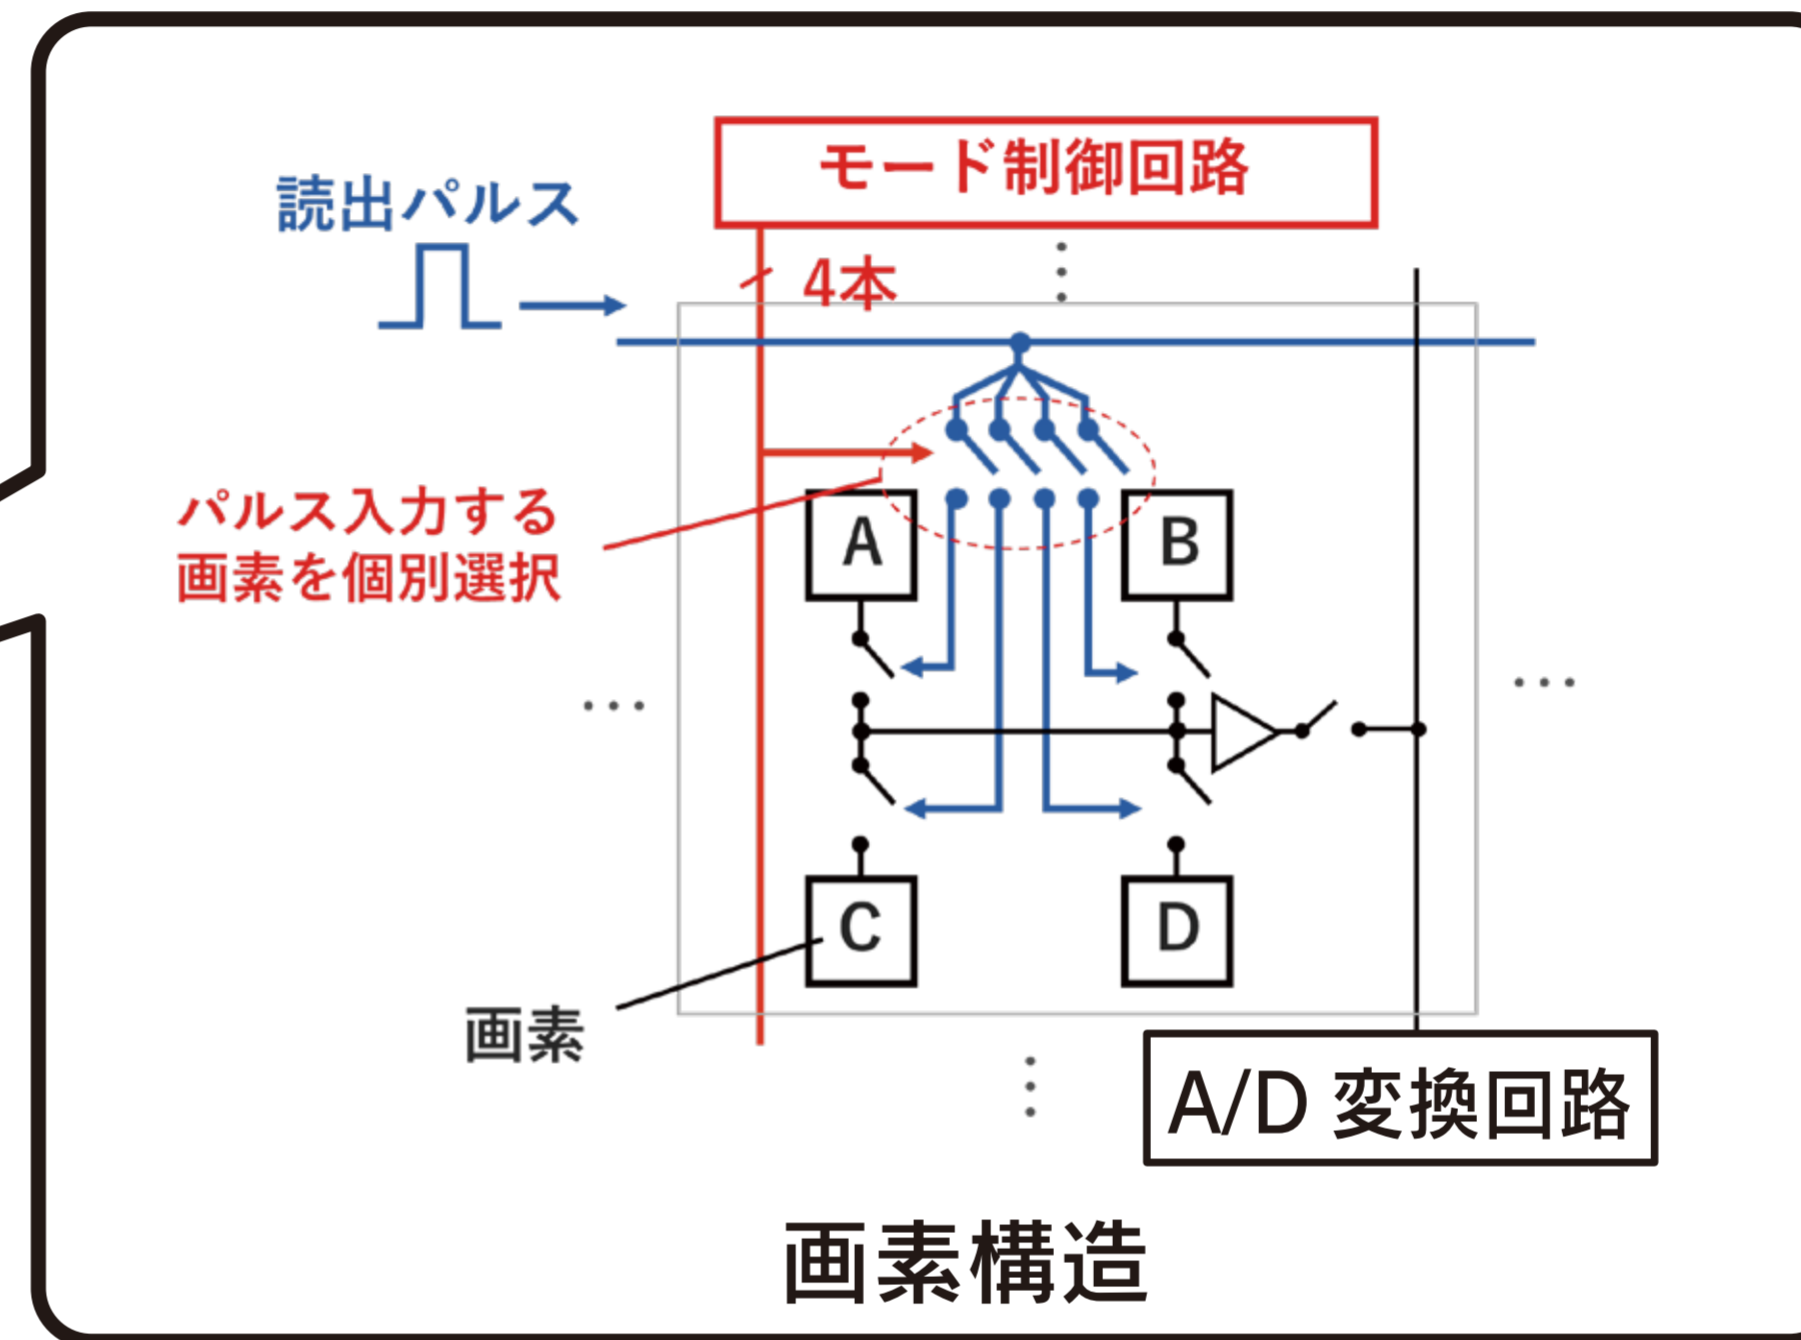 モード制御回路
読出パルス
4本
パルス入力する
画素を個別選択
A
B
C
D
画素
A/D 変換回路
画素構造